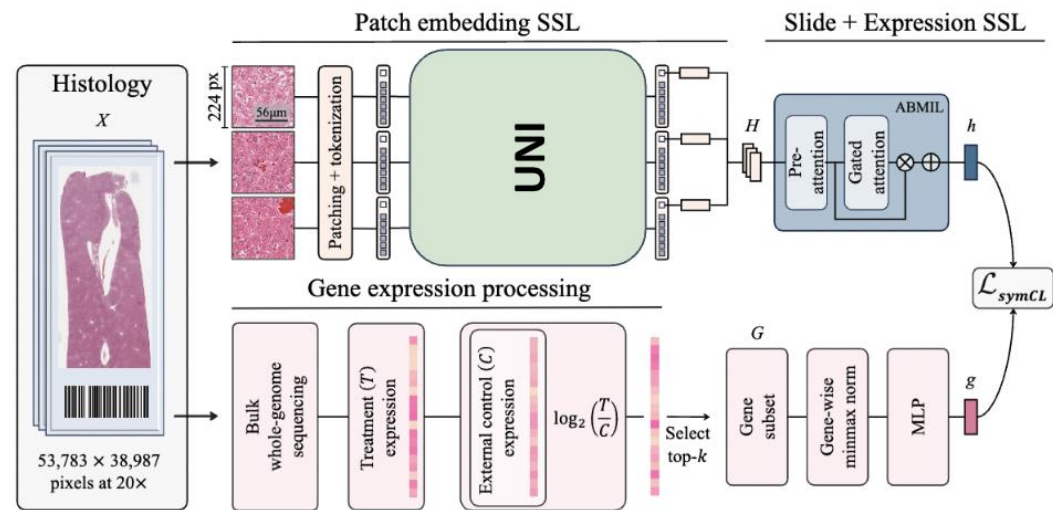 Patch embedding SSL
Slide + Expression SSL
Histology
X
224 px
56μm
Patching + tokenization
UNI
H
ABMIL
Pre-
attention
Gated
attention
h
ℒsymCL
Gene expression processing
Bulk
whole-genome
sequencing
Treatment (T)
expression
External control (C)
expression
log₂(T/C)
Select
top-k
G
Gene
subset
Gene-wise
minmax norm
MLP
g
53,783 × 38,987
pixels at 20×